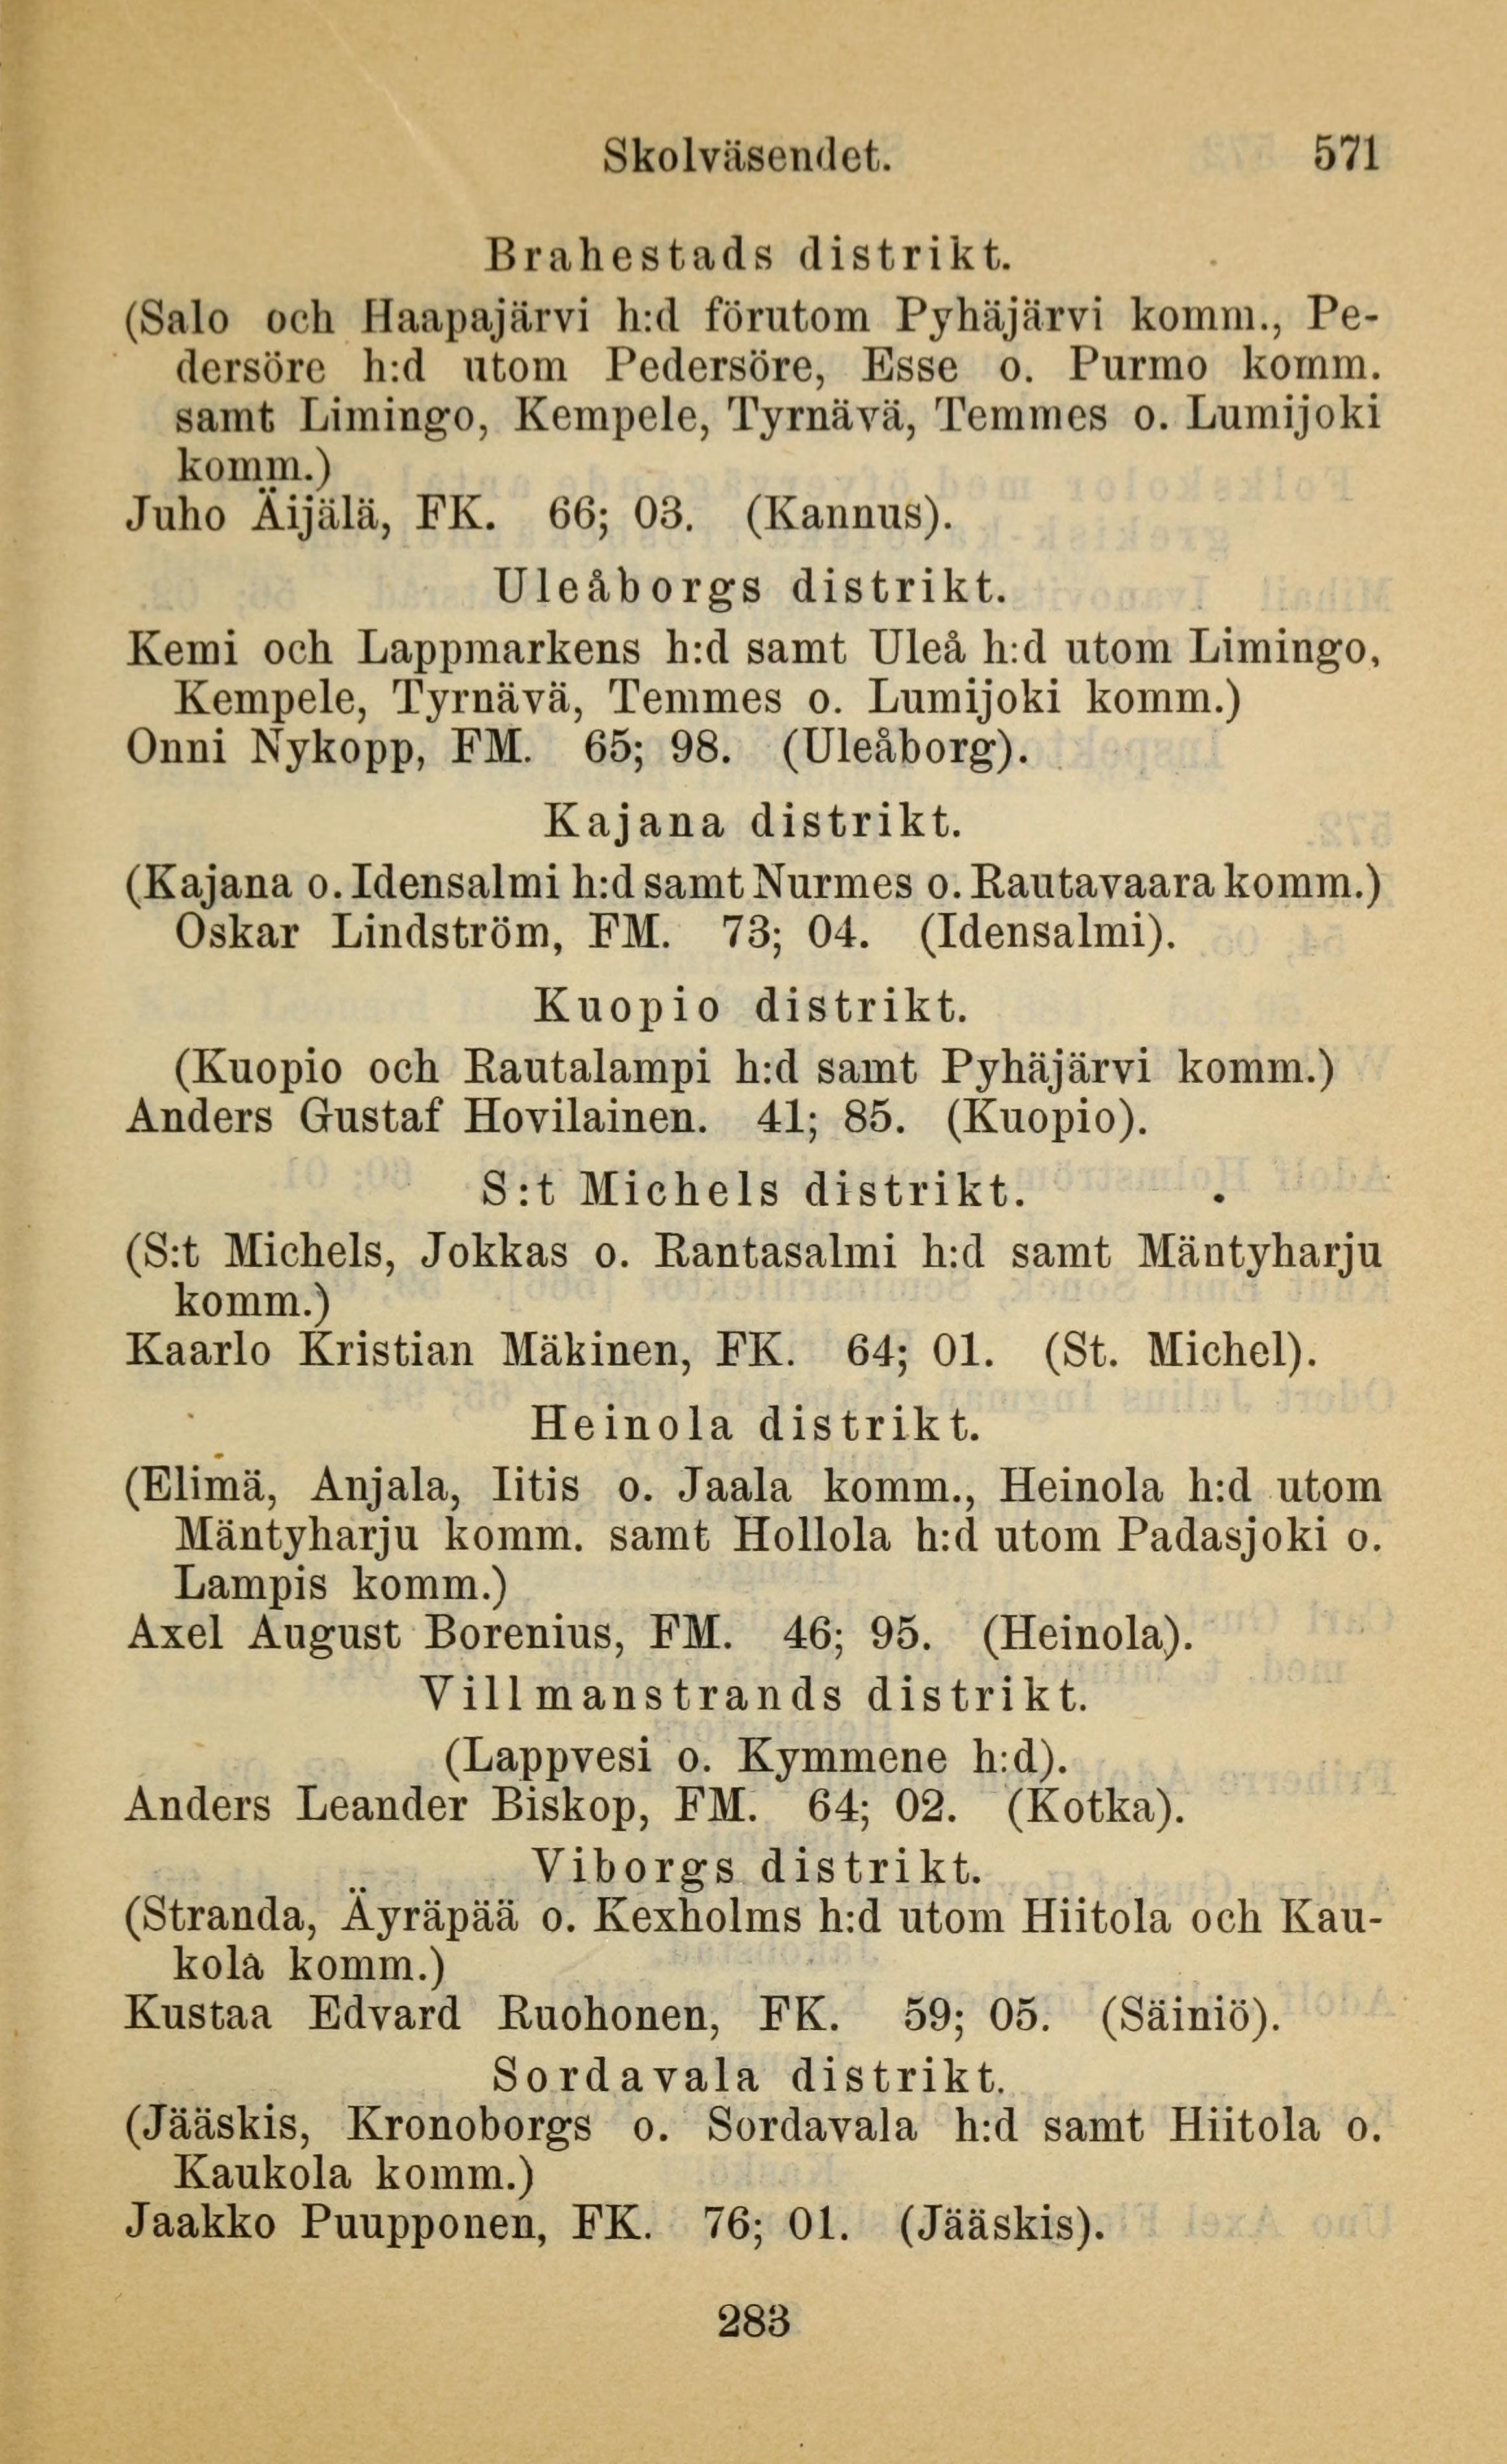 Skolväsendet. 571
Brahestads distrikt.
(Salo och Haapajärvi h:d förutom Pyhäjärvi komm., Pe-
dersöre h:d utom Pedersöre, Esse o. Purmo komm.
samt Limingo, Kempele, Tyrnävä, Temmes o. Lumijoki
komm.)
Juho Äijälä, FK. 66; 03. (Kannus).
Uleåborgs distrikt.
Kemi och Lappmarkens h:d samt Uleå h:d utom Limingo,
Kempele, Tyrnävä, Temmes o. Lumijoki komm.)
Onni Nykopp, FM. 65; 98. (Uleåborg).
Kajana distrikt.
(Kajana o. Idensalmi h:d samt Nurmes o. Rautavaara komm.)
Oskar Lindström, FM. 73; 04. (Idensalmi).
Kuopio distrikt.
(Kuopio och Rautalampi h:d samt Pyhäjärvi komm.)
Anders Gustaf Hovilainen. 41; 85. (Kuopio).
S:t Michels distrikt.
(S:t Michels, Jokkas o. Rantasalmi h:d samt Mäntyharju
komm.)
Kaarlo Kristian Mäkinen, FK. 64; 01. (St. Michel).
Heinola distrikt.
(Elimä, Anjala, Iitis o. Jaala komm., Heinola h:d utom
Mäntyharju komm. samt Hollola h:d utom Padasjoki o.
Lampis komm.)
Axel August Borenius, FM. 46; 95. (Heinola).
Villmanstrands distrikt.
(Lappvesi o. Kymmene h:d).
Anders Leander Biskop, FM. 64; 02. (Kotka).
Viborgs distrikt.
(Stranda, Äyräpää o. Kexholms h:d utom Hiitola och Kau-
kola komm.)
Kustaa Edvard Ruohonen, FK. 59; 05. (Säiniö).
Sordavala distrikt.
(Jääskis, Kronoborgs o. Sordavala h:d samt Hiitola o.
Kaukola komm.)
Jaakko Puupponen, FK. 76; 01. (Jääskis).
283